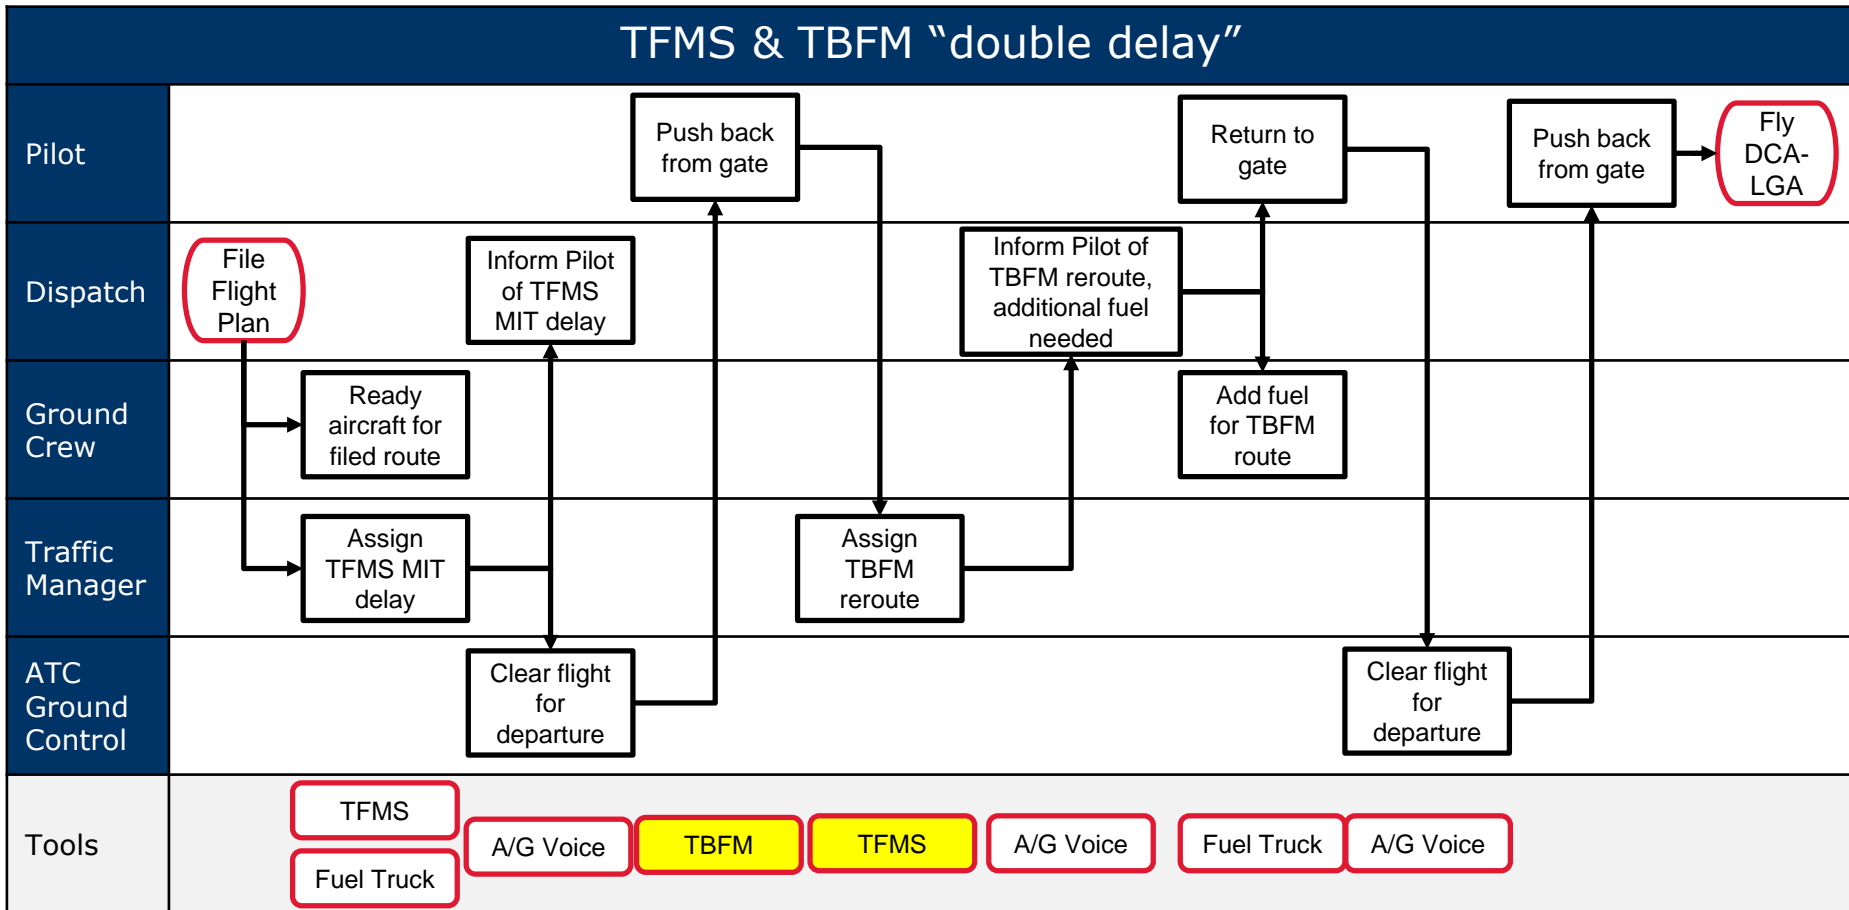 TFMS & TBFM “double delay”
Pilot
Push back
from gate
Return to
gate
Push back
from gate
Fly
DCA-
LGA
Dispatch
File
Flight
Plan
Inform Pilot
of TFMS
MIT delay
Inform Pilot of
TBFM reroute,
additional fuel
needed
Ground
Crew
Ready
aircraft for
filed route
Add fuel
for TBFM
route
Traffic
Manager
Assign
TFMS MIT
delay
Assign
TBFM
reroute
ATC
Ground
Control
Clear flight
for
departure
Clear flight
for
departure
Tools
TFMS
Fuel Truck
A/G Voice
TBFM
TFMS
A/G Voice
Fuel Truck
A/G Voice